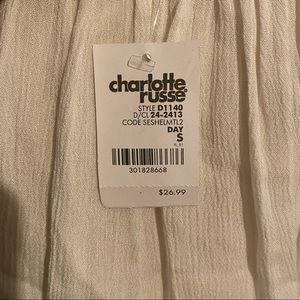 charlotte
russe
STYLE D1140
D/CL 24-2413
CODE SESHELMTL2
DAY
S
301828668
$26.99